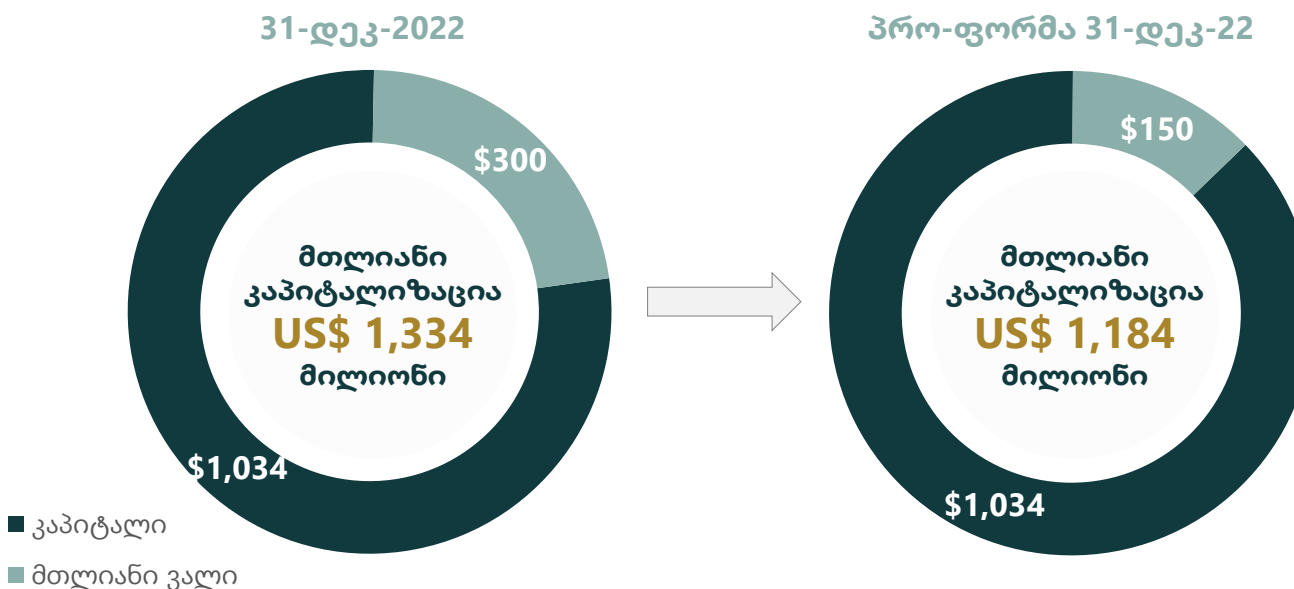 31-დეკ-2022
$300
მთლიანი
კაპიტალიზაცია
US$ 1,334
მილიონი
$1,034
პრო-ფორმა 31-დეკ-22
$150
მთლიანი
კაპიტალიზაცია
US$ 1,184
მილიონი
$1,034
კაპიტალი
მთლიანი ვალი